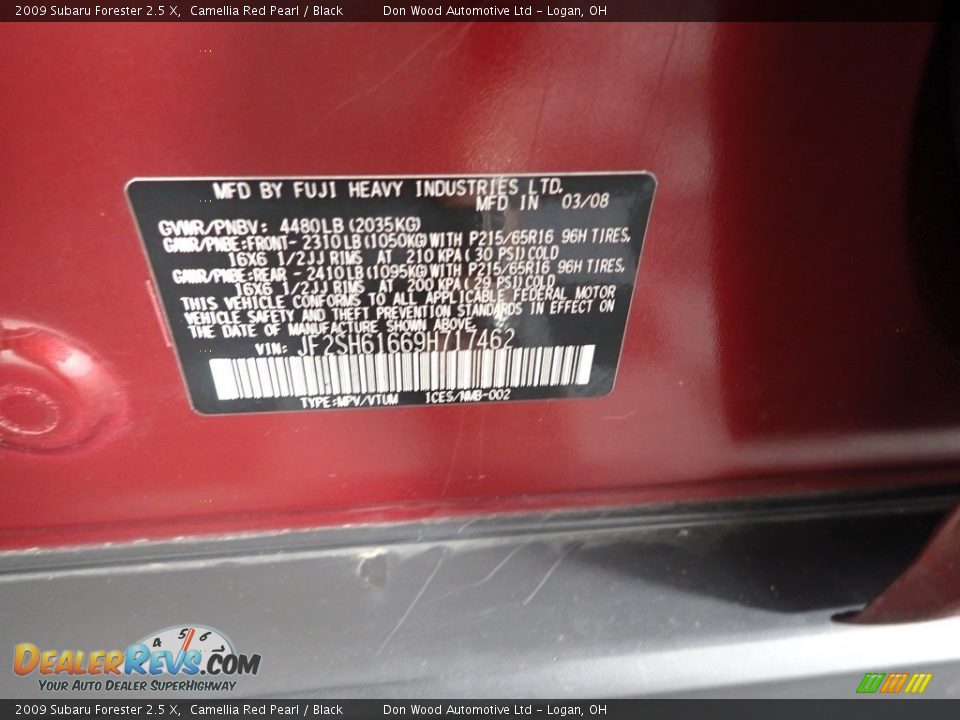 2009 Subaru Forester 2.5 X, Camellia Red Pearl / Black Don Wood Automotive Ltd - Logan, OH
MFD BY FUJI HEAVY INDUSTRIES LTD.
MFD IN 03/08
GVWR/PNBV: 4480LB(2035KG)
GAWR/PNBE:FRONT- 2310LB(1050KG)WITH P215/65R16 96H TIRES,
16X6 1/2JJ RIMS AT 210 KPA(30 PSI)COLD
GAWR/PNBE:REAR - 2410LB(1095KG)WITH P215/65R16 96H TIRES,
16X6 1/2JJ RIMS AT 200 KPA(29 PSI)COLD
THIS VEHICLE CONFORMS TO ALL APPLICABLE FEDERAL MOTOR
VEHICLE SAFETY AND THEFT PREVENTION STANDARDS IN EFFECT ON
THE DATE OF MANUFACTURE SHOWN ABOVE.
VIN: JF2SH61669H717462
TYPE:MPV/VTUM 1CES/NMB-002
4 5 6
DEALERREVS.COM
YOUR AUTO DEALER SUPERHIGHWAY
2009 Subaru Forester 2.5 X, Camellia Red Pearl / Black Don Wood Automotive Ltd - Logan, OH